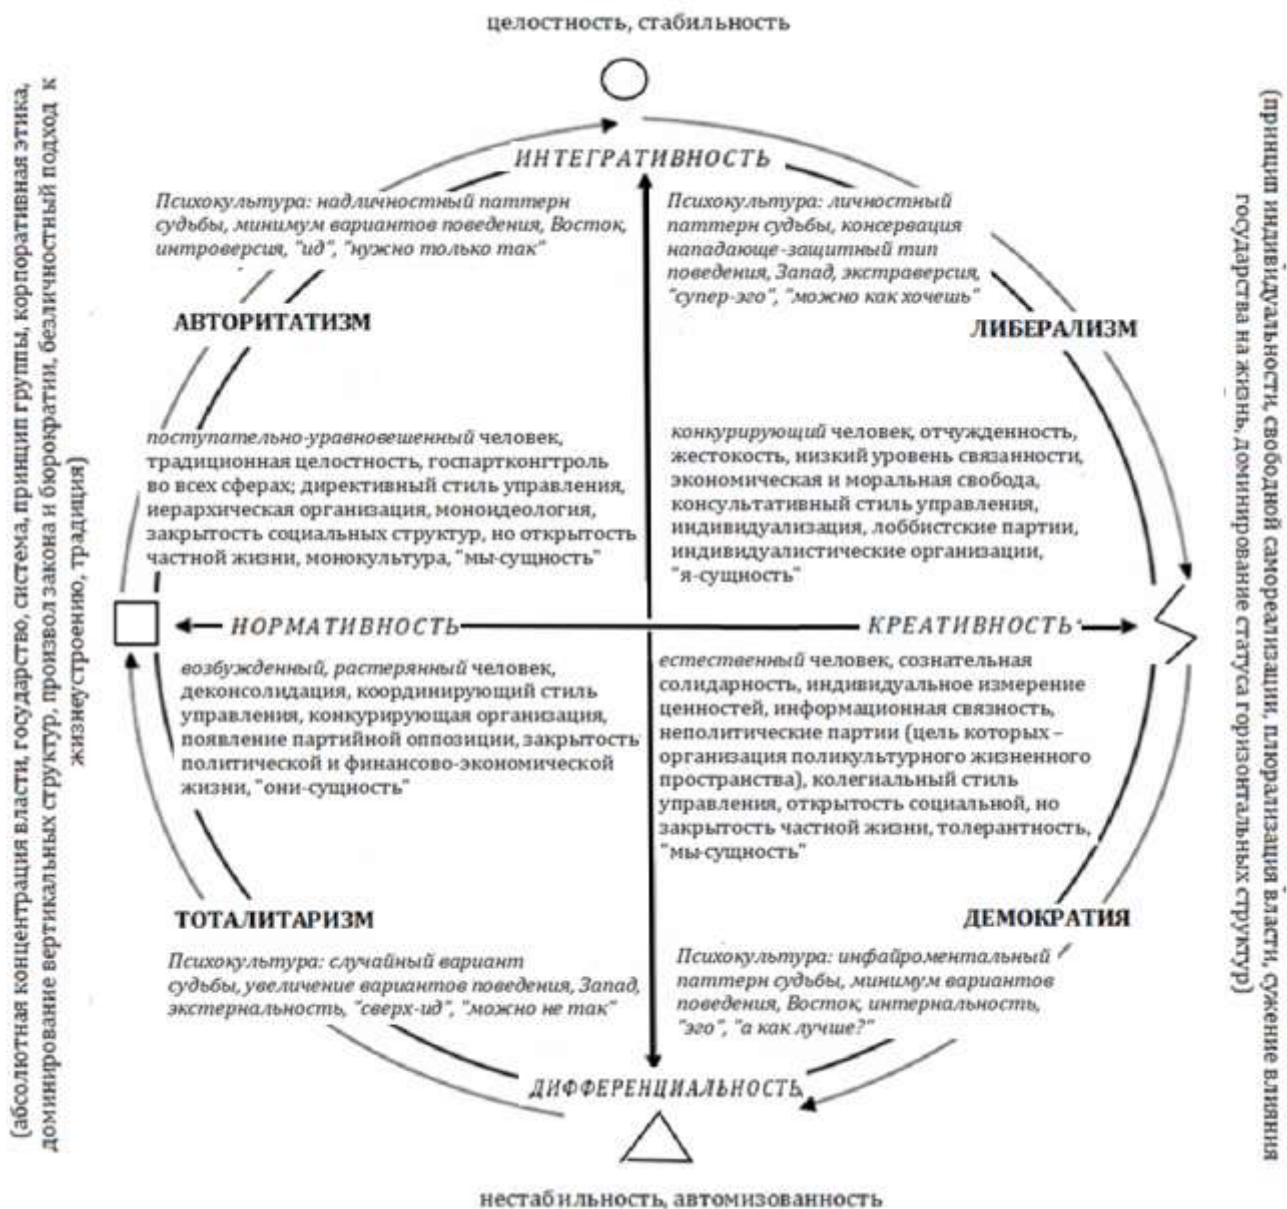 целостность, стабильность
ИНТЕГРАТИВНОСТЬ
Психокультура: надличностный паттерн
судьбы, минимум вариантов поведения, Восток,
интроверсия, "ид", "нужно только так"
Психокультура: личностный
паттерн судьбы, консервация
нападающе-защитный тип
поведения, Запад, экстраверсия,
"супер-эго", "можно как хочешь"
АВТОРИТАТИЗМ
ЛИБЕРАЛИЗМ
поступательно-уравновешенный человек,
традиционная целостность, госпартконгтроль
во всех сферах; директивный стиль управления,
иерархическая организация, моноидеология,
закрытость социальных структур, но открытость
частной жизни, монокультура, "мы-сущность"
конкурирующий человек, отчужденность,
жестокость, низкий уровень связанности,
экономическая и моральная свобода,
консультативный стиль управления,
индивидуализация, лоббистские партии,
индивидуалистические организации,
"я-сущность"
НОРМАТИВНОСТЬ
КРЕАТИВНОСТЬ
возбужденный, растерянный человек,
деконсолидация, координирующий стиль
управления, конкурирующая организация,
появление партийной оппозиции, закрытость
политической и финансово-экономической
жизни, "они-сущность"
естественный человек, сознательная
солидарность, индивидуальное измерение
ценностей, информационная связность,
неполитические партии (цель которых –
организация поликультурного жизненного
пространства), колегиальный стиль
управления, открытость социальной, но
закрытость частной жизни, толерантность,
"мы-сущность"
ТОТАЛИТАРИЗМ
ДЕМОКРАТИЯ
Психокультура: случайный вариант
судьбы, увеличение вариантов поведения, Запад,
экстернальность, "сверх-ид", "можно не так"
Психокультура: инфайроментальный
паттерн судьбы, минимум вариантов
поведения, Восток, интернальность,
"эго", "а как лучше?"
ДИФФЕРЕНЦИАЛЬНОСТЬ
нестабильность, автомизованность
(абсолютная концентрация власти, государство, система, принцип группы, корпоративная этика,
доминирование вертикальных структур, произвол закона и бюрократии, безличностный подход к
жизнеустроению, традиция)
(принцип индивидуальности, свободной самореализации, плюрализация власти, сужение влияния
государства на жизнь, доминирование статуса горизонтальных структур)